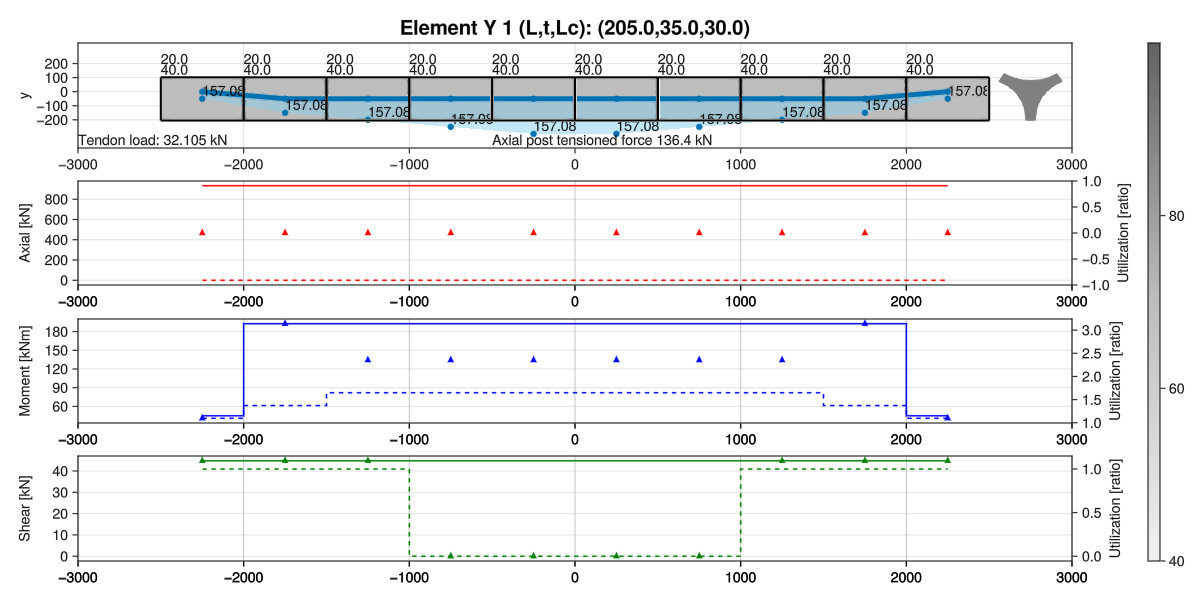 Element Y 1 (L,t,Lc): (205.0,35.0,30.0)
20.0 20.0 20.0 20.0 20.0 20.0 20.0 20.0 20.0 20.0
40.0 40.0 40.0 40.0 40.0 40.0 40.0 40.0 40.0 40.0
200
100
0
−100
−200
y
157.08 157.08 157.08 157.08 157.08 157.08 157.08 157.08 157.08 157.08
Tendon load: 32.105 kN
Axial post tensioned force 136.4 kN
−3000 −2000 −1000 0 1000 2000 3000
800
600
400
200
0
Axial [kN]
1.0
0.5
0.0
−0.5
−1.0
Utilization [ratio]
−3000 −2000 −1000 0 1000 2000 3000
180
150
120
90
60
Moment [kNm]
3.0
2.5
2.0
1.5
1.0
Utilization [ratio]
−3000 −2000 −1000 0 1000 2000 3000
40
30
20
10
0
Shear [kN]
1.0
0.5
0.0
Utilization [ratio]
−3000 −2000 −1000 0 1000 2000 3000
80
60
40